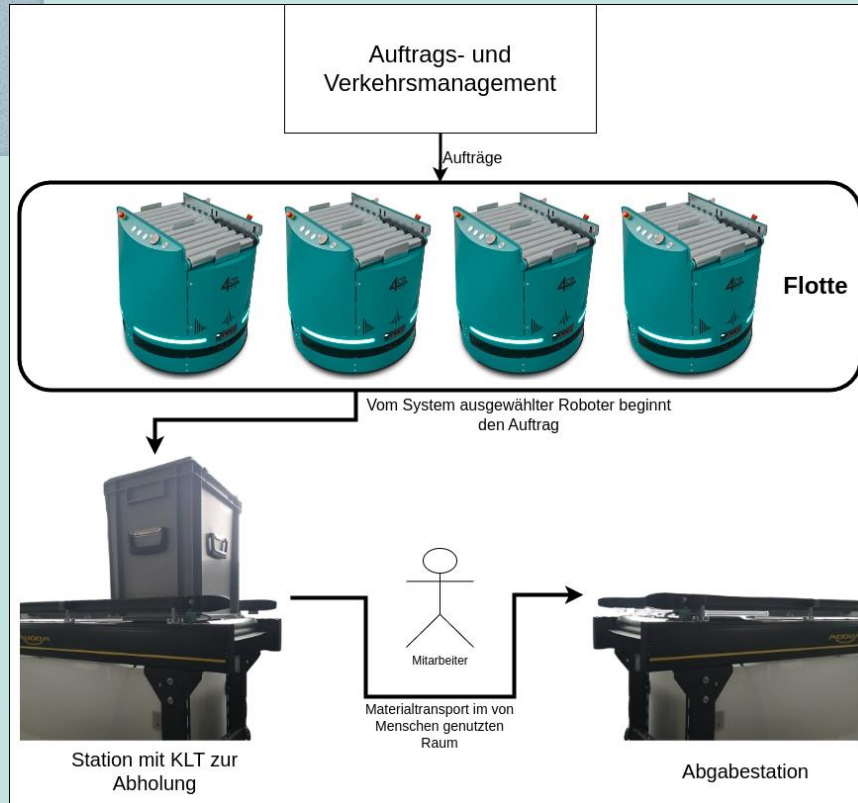 Auftrags- und
Verkehrsmanagement
Aufträge
Flotte
Vom System ausgewählter Roboter beginnt
den Auftrag
Mitarbeiter
Materialtransport im von
Menschen genutzten
Raum
Station mit KLT zur
Abholung
Abgabestation